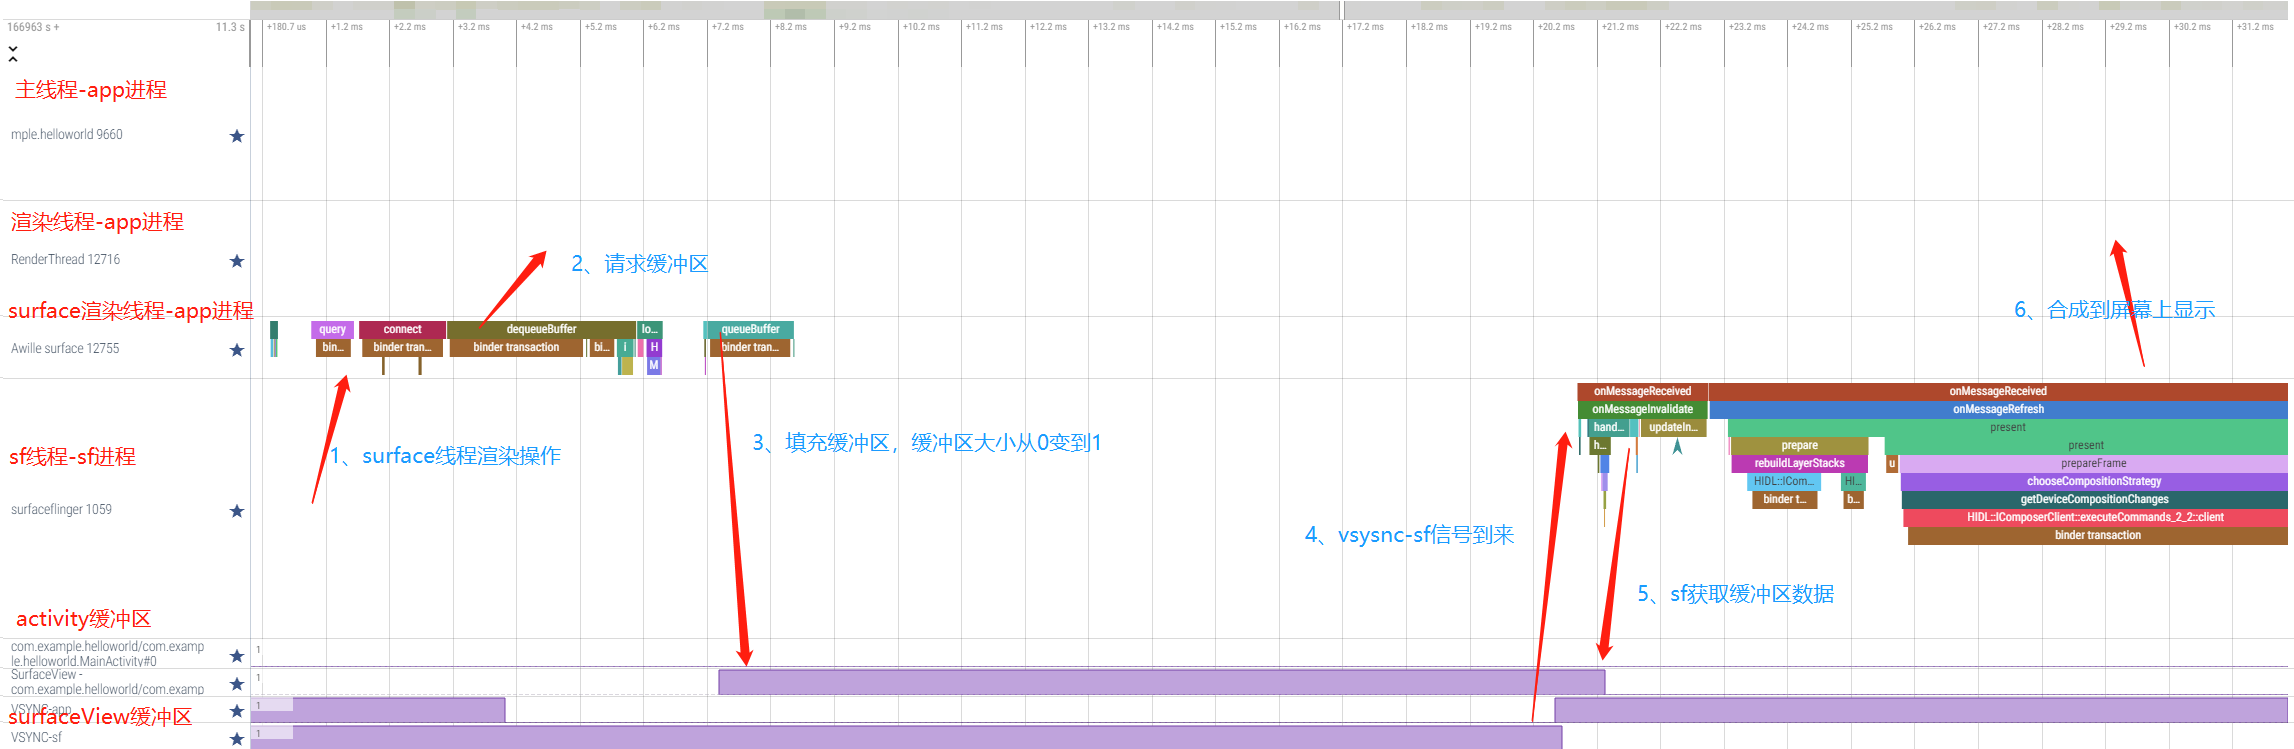 166963 s +
11.3 s
+180.7 us
+1.2 ms
+2.2 ms
+3.2 ms
+4.2 ms
+5.2 ms
+6.2 ms
+7.2 ms
+8.2 ms
+9.2 ms
+10.2 ms
+11.2 ms
+12.2 ms
+13.2 ms
+14.2 ms
+15.2 ms
+16.2 ms
+17.2 ms
+18.2 ms
+19.2 ms
+20.2 ms
+21.2 ms
+22.2 ms
+23.2 ms
+24.2 ms
+25.2 ms
+26.2 ms
+27.2 ms
+28.2 ms
+29.2 ms
+30.2 ms
+31.2 ms
主线程-app进程
mple.helloworld 9660
渲染线程-app进程
RenderThread 12716
2、请求缓冲区
6、合成到屏幕上显示
surface渲染线程-app进程
query
connect
dequeueBuffer
lo...
queueBuffer
Awille surface 12755
bin...
binder tran...
binder transaction
bi...
i
H
binder tran...
M
onMessageReceived
onMessageReceived
onMessageInvalidate
onMessageRefresh
hand...
updateIn...
present
h...
prepare
present
1、surface线程渲染操作
3、填充缓冲区，缓冲区大小从0变到1
sf线程-sf进程
rebuildLayerStacks
u
prepareFrame
HIDL::ICom...
HI...
chooseCompositionStrategy
binder t...
b...
getDeviceCompositionChanges
surfaceflinger 1059
HIDL::IComposerClient::executeCommands_2_2::client
binder transaction
4、vsysnc-sf信号到来
5、sf获取缓冲区数据
activity缓冲区
com.example.helloworld/com.examp
le.helloworld.MainActivity#0
1
SurfaceView -
com.example.helloworld/com.examp
1
VSYNC-app
1
surfaceView缓冲区
VSYNC-sf
1